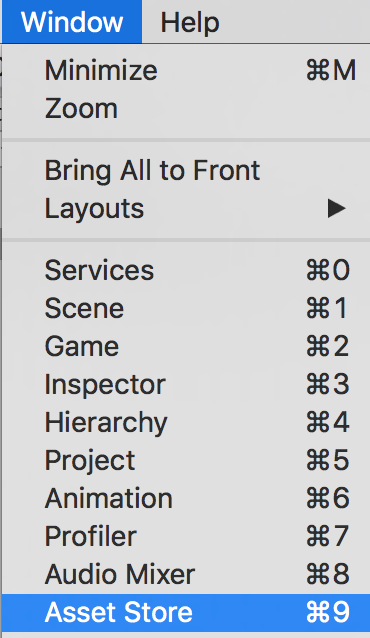 Window Help
Minimize ⌘M
Zoom
Bring All to Front
Layouts ▶
Services ⌘0
Scene ⌘1
Game ⌘2
Inspector ⌘3
Hierarchy ⌘4
Project ⌘5
Animation ⌘6
Profiler ⌘7
Audio Mixer ⌘8
Asset Store ⌘9